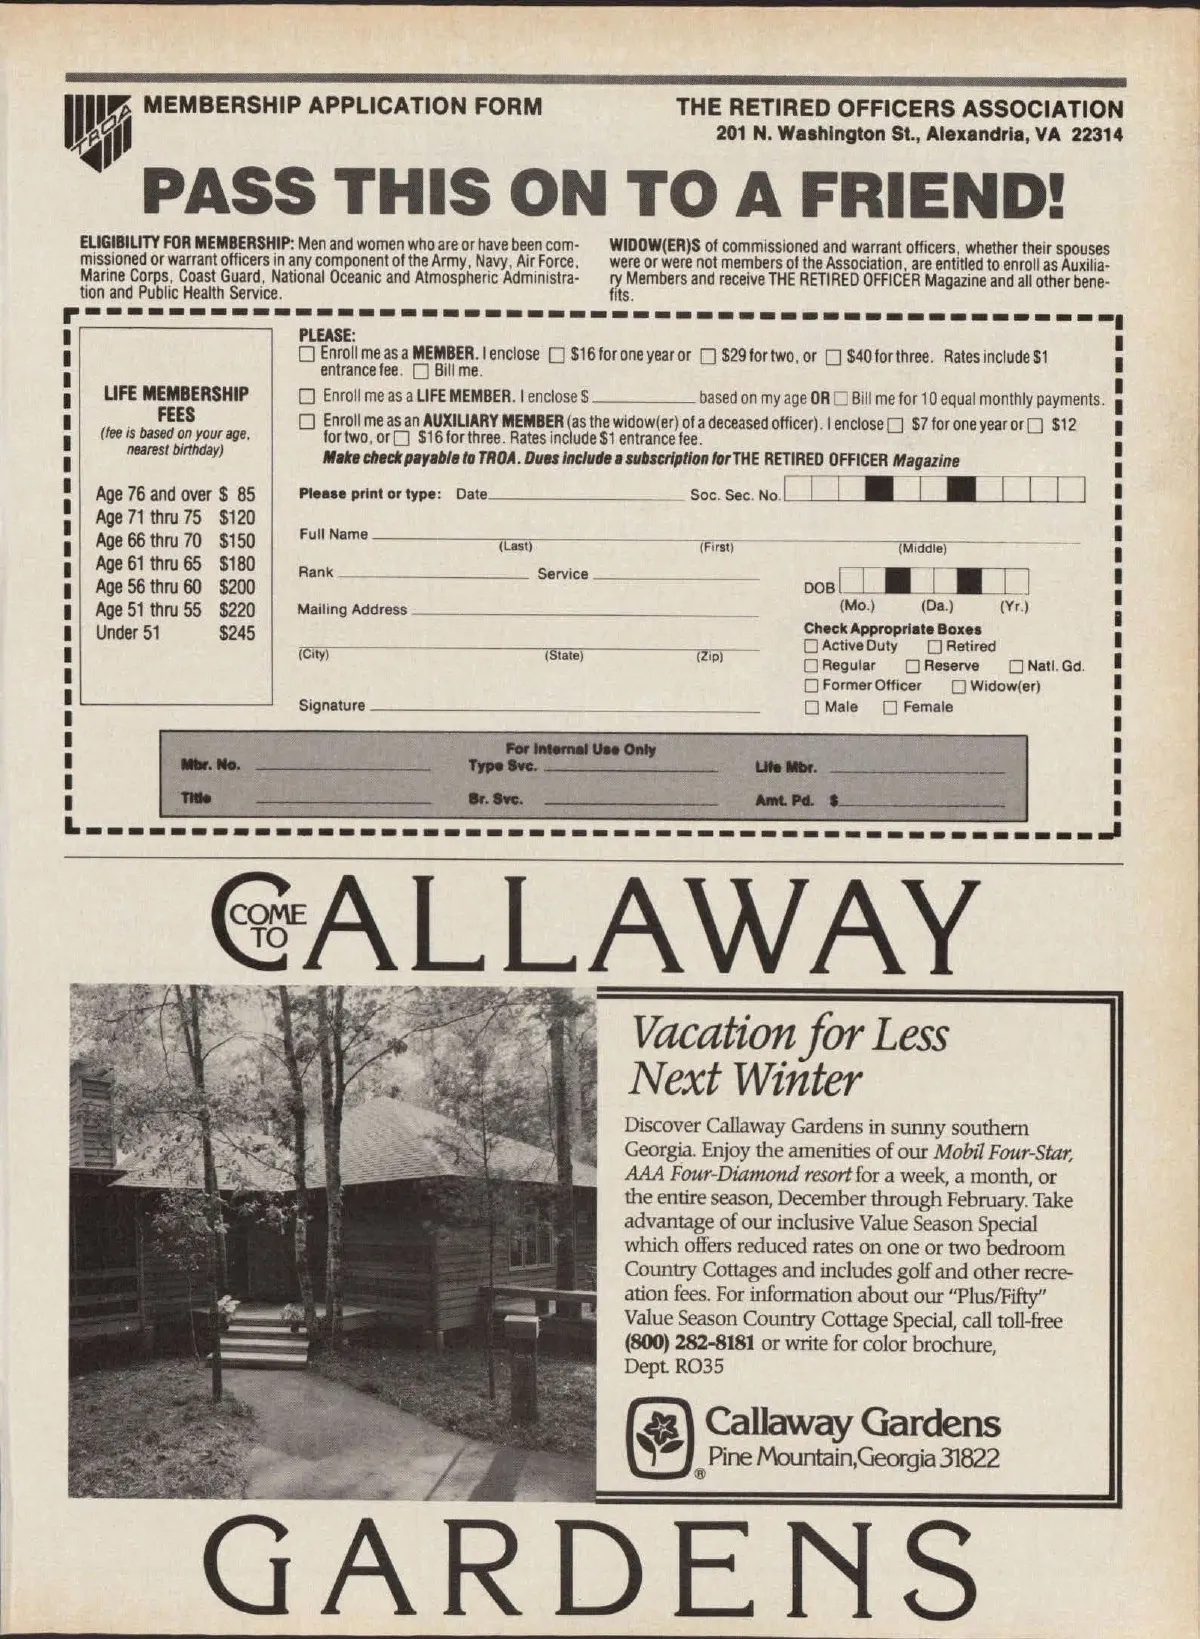 TROA
MEMBERSHIP APPLICATION FORM
THE RETIRED OFFICERS ASSOCIATION
201 N. Washington St., Alexandria, VA 22314
PASS THIS ON TO A FRIEND!
ELIGIBILITY FOR MEMBERSHIP: Men and women who are or have been com-
missioned or warrant officers in any component of the Army, Navy, Air Force,
Marine Corps, Coast Guard, National Oceanic and Atmospheric Administra-
tion and Public Health Service.
WIDOW(ER)S of commissioned and warrant officers, whether their spouses
were or were not members of the Association, are entitled to enroll as Auxilia-
ry Members and receive THE RETIRED OFFICER Magazine and all other bene-
fits.
LIFE MEMBERSHIP
FEES
(fee is based on your age,
nearest birthday)
Age 76 and over $ 85
Age 71 thru 75 $120
Age 66 thru 70 $150
Age 61 thru 65 $180
Age 56 thru 60 $200
Age 51 thru 55 $220
Under 51 $245
PLEASE:
☐ Enroll me as a MEMBER. I enclose ☐ $16 for one year or ☐ $29 for two, or ☐ $40 for three. Rates include $1
entrance fee. ☐ Bill me.
☐ Enroll me as a LIFE MEMBER. I enclose $____________ based on my age OR ☐ Bill me for 10 equal monthly payments.
☐ Enroll me as an AUXILIARY MEMBER (as the widow(er) of a deceased officer). I enclose ☐ $7 for one year or ☐ $12
for two, or ☐ $16 for three. Rates include $1 entrance fee.
Make check payable to TROA. Dues include a subscription for THE RETIRED OFFICER Magazine
Please print or type: Date____________ Soc. Sec. No.
Full Name
(Last) (First) (Middle)
Rank____________ Service____________
DOB
(Mo.) (Da.) (Yr.)
Mailing Address
(City) (State) (Zip)
Signature
Check Appropriate Boxes
☐ Active Duty ☐ Retired
☐ Regular ☐ Reserve ☐ Natl. Gd.
☐ Former Officer ☐ Widow(er)
☐ Male ☐ Female
For Internal Use Only
Mbr. No. ____________ Type Svc. ____________ Life Mbr. ____________
Title ____________ Br. Svc. ____________ Amt. Pd. $____________
COME TO CALLAWAY
Vacation for Less
Next Winter
Discover Callaway Gardens in sunny southern
Georgia. Enjoy the amenities of our Mobil Four-Star,
AAA Four-Diamond resort for a week, a month, or
the entire season, December through February. Take
advantage of our inclusive Value Season Special
which offers reduced rates on one or two bedroom
Country Cottages and includes golf and other recre-
ation fees. For information about our "Plus/Fifty"
Value Season Country Cottage Special, call toll-free
(800) 282-8181 or write for color brochure,
Dept. RO35
Callaway Gardens
® Pine Mountain, Georgia 31822
GARDENS